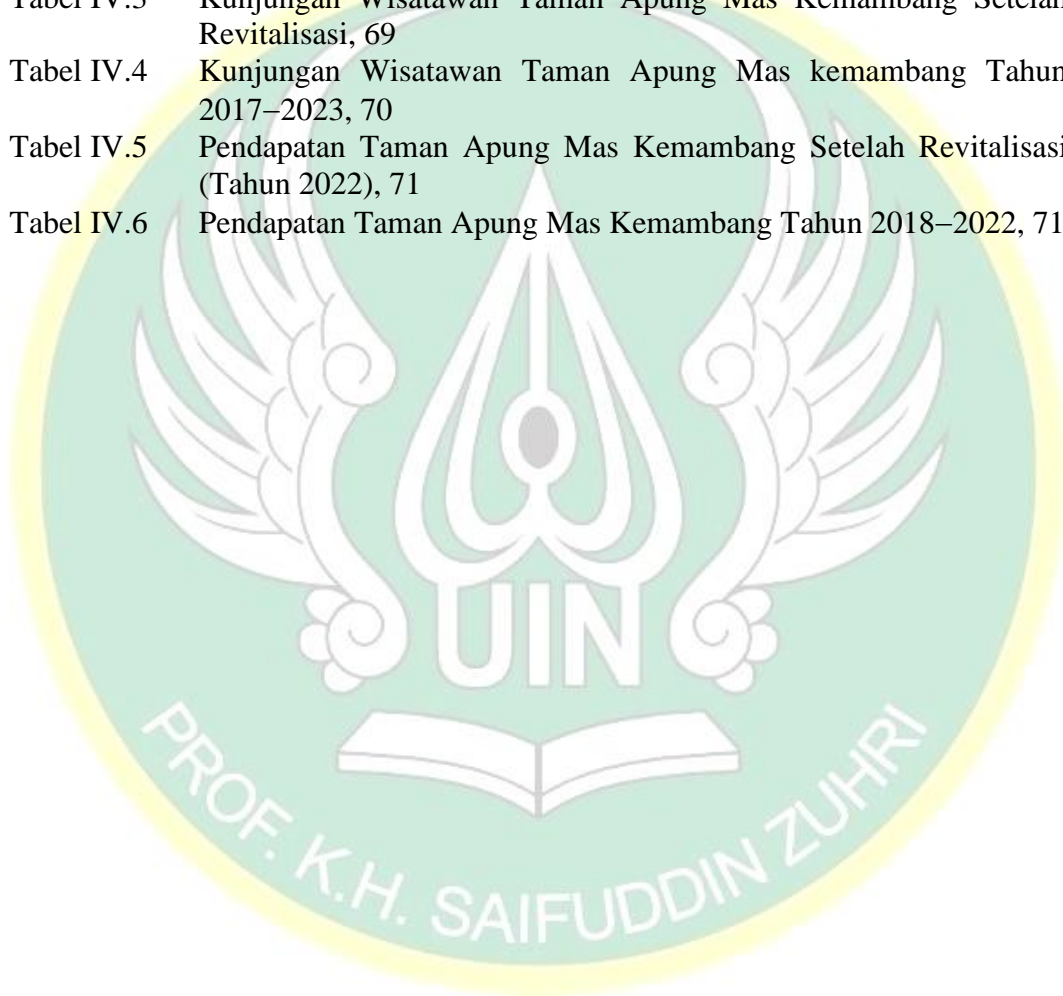 Tabel IV.3 Kunjungan Wisatawan Taman Apung Mas Kemambang Setelah
Revitalisasi, 69
Tabel IV.4 Kunjungan Wisatawan Taman Apung Mas kemambang Tahun
2017–2023, 70
Tabel IV.5 Pendapatan Taman Apung Mas Kemambang Setelah Revitalisasi
(Tahun 2022), 71
Tabel IV.6 Pendapatan Taman Apung Mas Kemambang Tahun 2018–2022, 71
UIN
PROF. K.H. SAIFUDDIN ZUHRI